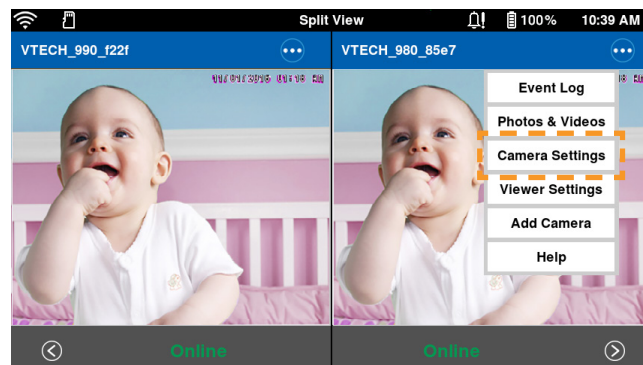 Split View
100%
10:39 AM
VTECH_990_f22f
VTECH_980_85e7
Event Log
Photos & Videos
Camera Settings
Viewer Settings
Add Camera
Help
Online
Online